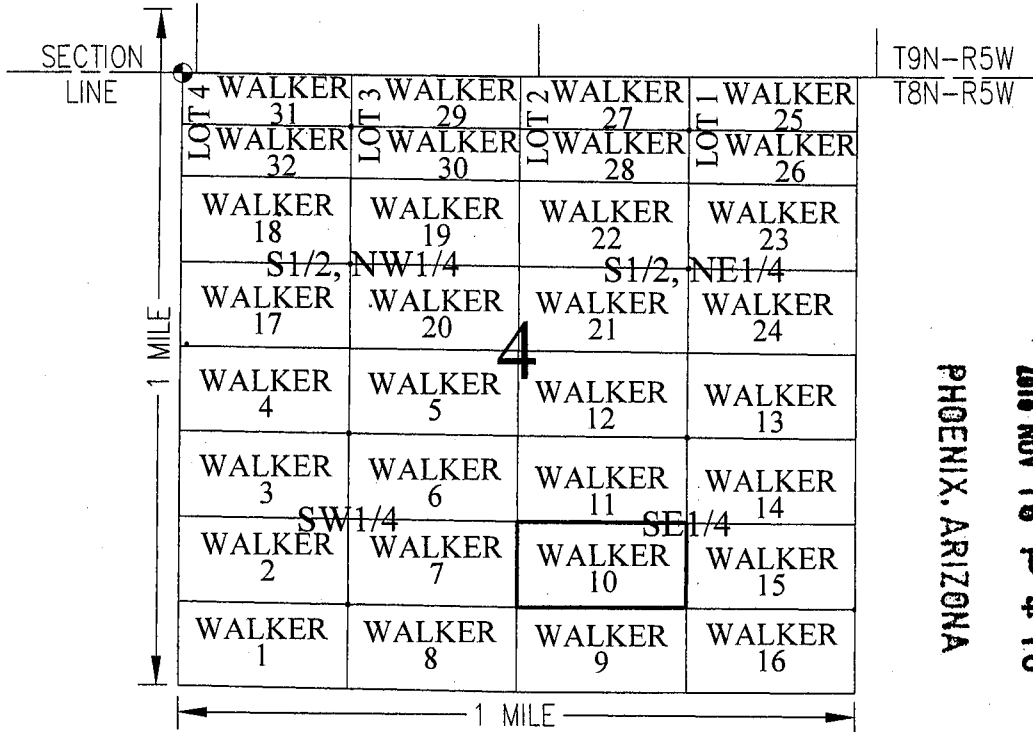 SECTION
LINE
T9N-R5W
T8N-R5W
LOT 4
WALKER
31
LOT 3
WALKER
29
LOT 2
WALKER
27
LOT 1
WALKER
25
WALKER
32
WALKER
30
WALKER
28
WALKER
26
WALKER
18
WALKER
19
WALKER
22
WALKER
23
S1/2, NW1/4
S1/2, NE1/4
WALKER
17
WALKER
20
WALKER
21
WALKER
24
4
WALKER
4
WALKER
5
WALKER
12
WALKER
13
WALKER
3
WALKER
6
WALKER
11
WALKER
14
SW1/4
SE1/4
WALKER
2
WALKER
7
WALKER
10
WALKER
15
WALKER
1
WALKER
8
WALKER
9
WALKER
16
1 MILE
1 MILE
PHOENIX, ARIZONA
NOV